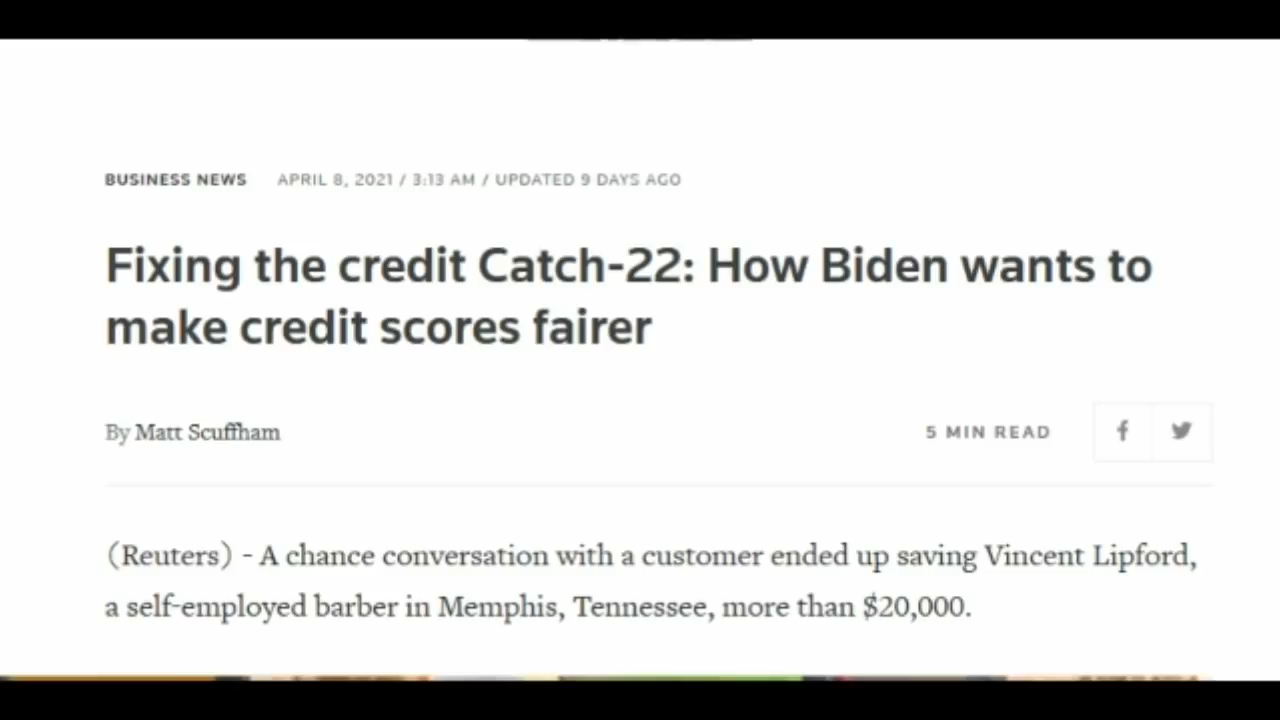 BUSINESS NEWS APRIL 8, 2021 / 3:13 AM / UPDATED 9 DAYS AGO
Fixing the credit Catch-22: How Biden wants to
make credit scores fairer
By Matt Scuffham 5 MIN READ
(Reuters) - A chance conversation with a customer ended up saving Vincent Lipford,
a self-employed barber in Memphis, Tennessee, more than $20,000.